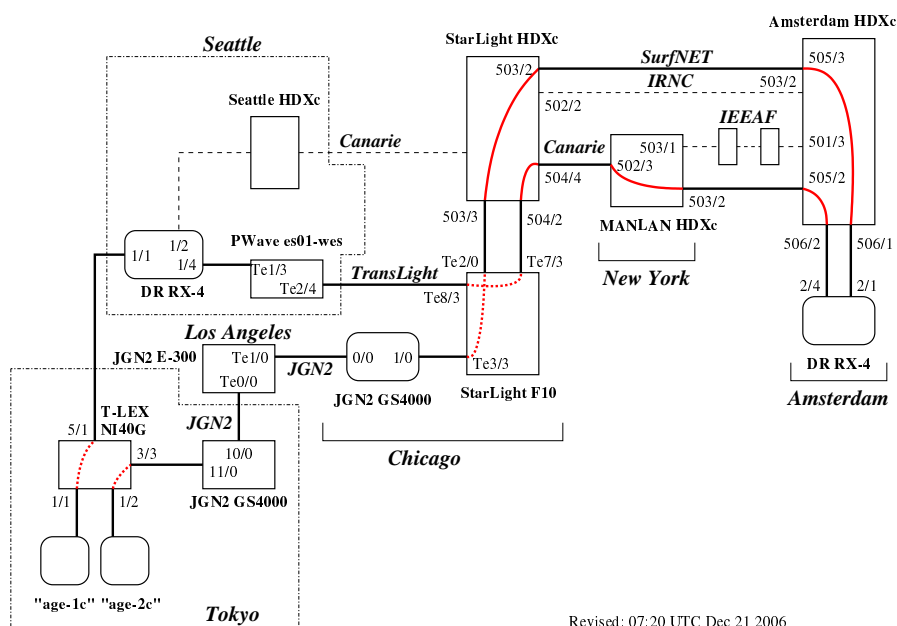 Amsterdam HDXc
StarLight HDXc
Seattle
SurfNET
505/3
503/2
IRNC
503/2
Seattle HDXc
502/2
IEEAF
Canarie
Canarie
503/1
501/3
502/3
504/4
505/2
503/2
503/3
504/2
MANLAN HDXc
506/2
506/1
PWave es01-wes
1/2
1/1
1/4
Te1/3
Te2/0
Te7/3
New York
TransLight
Te2/4
2/4
2/1
DR RX-4
Te8/3
Los Angeles
JGN2 E-300
Te1/0
0/0
1/0
Te3/3
DR RX-4
JGN2
Te0/0
StarLight F10
JGN2 GS4000
Amsterdam
T-LEX
NI40G
JGN2
5/1
Chicago
3/3
10/0
11/0
1/1
1/2
JGN2 GS4000
"age-1c"
"age-2c"
Tokyo
Revised: 07:20 UTC Dec 21 2006